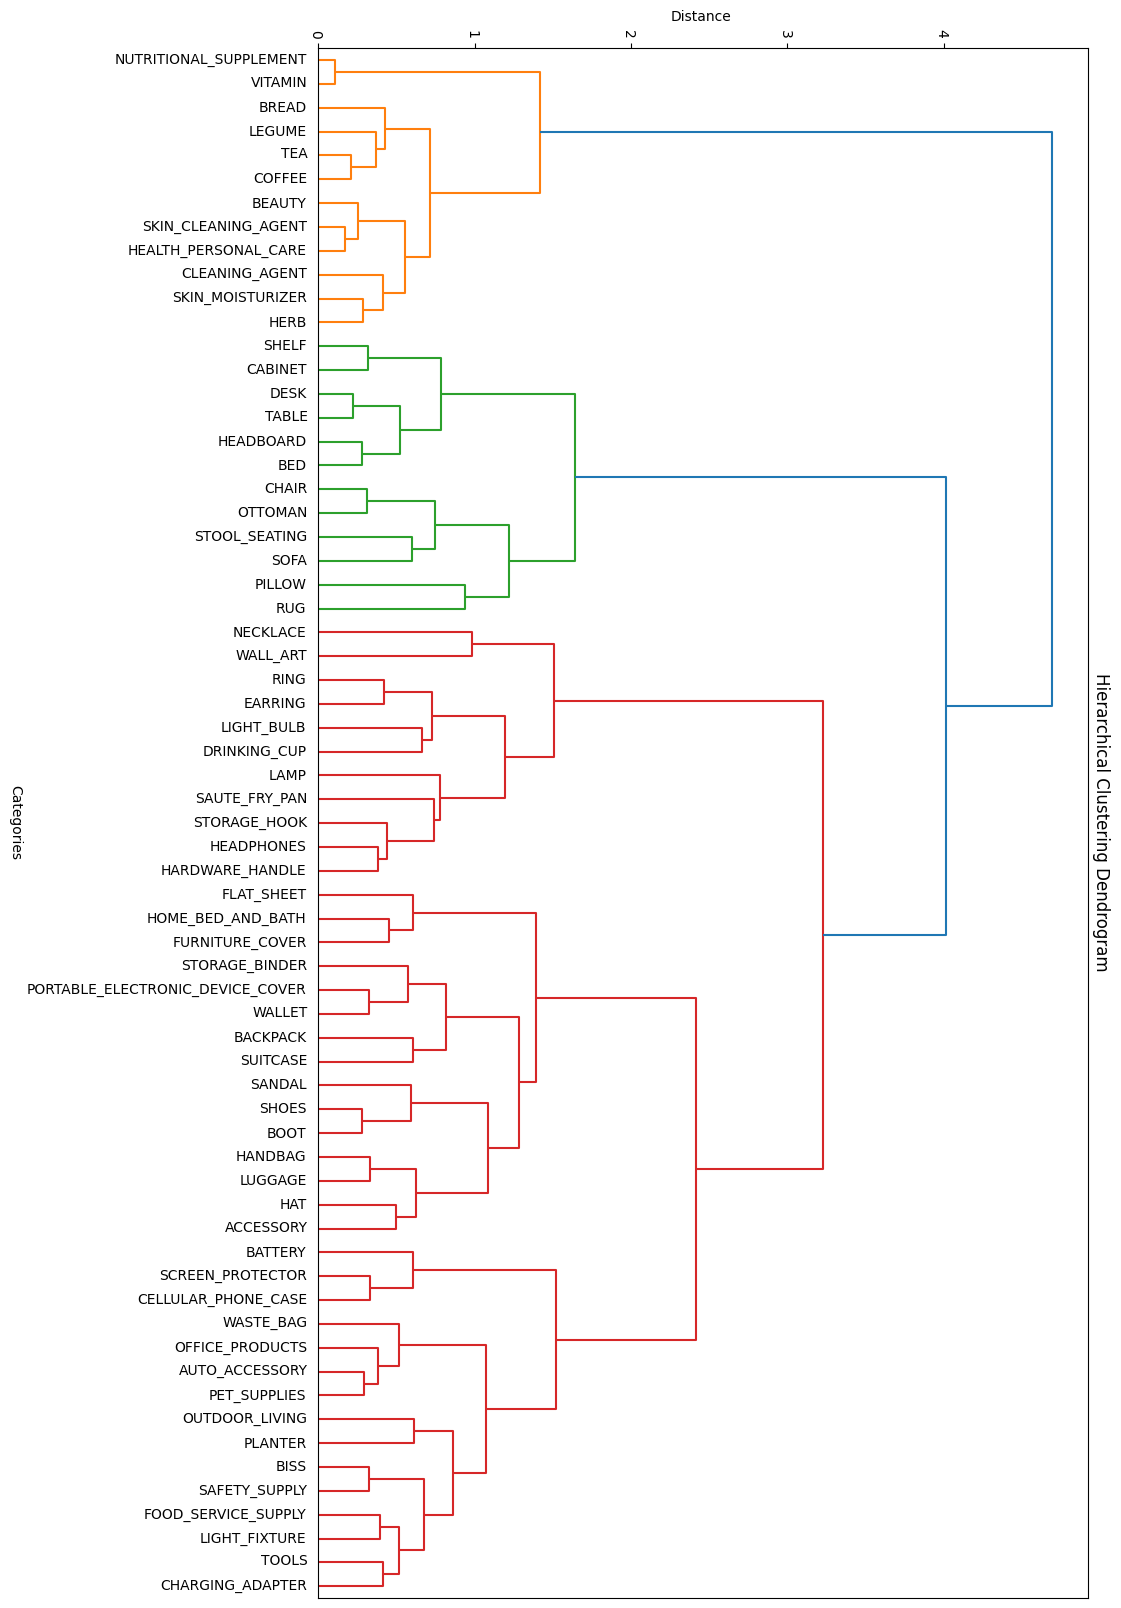 Distance
0 1 2 3 4
NUTRITIONAL_SUPPLEMENT
VITAMIN
BREAD
LEGUME
TEA
COFFEE
BEAUTY
SKIN_CLEANING_AGENT
HEALTH_PERSONAL_CARE
CLEANING_AGENT
SKIN_MOISTURIZER
HERB
SHELF
CABINET
DESK
TABLE
HEADBOARD
BED
CHAIR
OTTOMAN
STOOL_SEATING
SOFA
PILLOW
RUG
NECKLACE
WALL_ART
RING
EARRING
LIGHT_BULB
DRINKING_CUP
LAMP
SAUTE_FRY_PAN
STORAGE_HOOK
HEADPHONES
HARDWARE_HANDLE
FLAT_SHEET
HOME_BED_AND_BATH
FURNITURE_COVER
STORAGE_BINDER
PORTABLE_ELECTRONIC_DEVICE_COVER
WALLET
BACKPACK
SUITCASE
SANDAL
SHOES
BOOT
HANDBAG
LUGGAGE
HAT
ACCESSORY
BATTERY
SCREEN_PROTECTOR
CELLULAR_PHONE_CASE
WASTE_BAG
OFFICE_PRODUCTS
AUTO_ACCESSORY
PET_SUPPLIES
OUTDOOR_LIVING
PLANTER
BISS
SAFETY_SUPPLY
FOOD_SERVICE_SUPPLY
LIGHT_FIXTURE
TOOLS
CHARGING_ADAPTER
Categories
Hierarchical Clustering Dendrogram